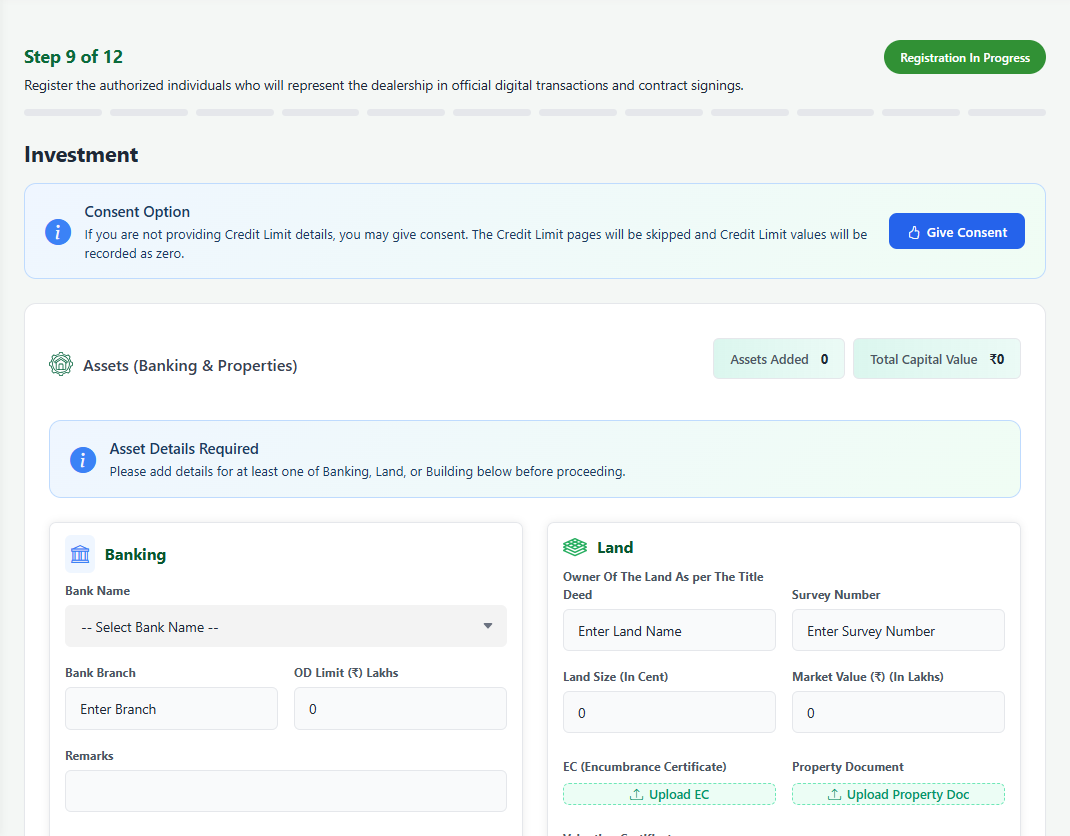 Step 9 of 12
Registration In Progress
Register the authorized individuals who will represent the dealership in official digital transactions and contract signings.
Investment
Consent Option
If you are not providing Credit Limit details, you may give consent. The Credit Limit pages will be skipped and Credit Limit values will be
recorded as zero.
Give Consent
Assets (Banking & Properties)
Assets Added 0
Total Capital Value ₹0
Asset Details Required
Please add details for at least one of Banking, Land, or Building below before proceeding.
Banking
Bank Name
-- Select Bank Name --
Bank Branch
OD Limit (₹) Lakhs
Enter Branch
0
Remarks
Land
Owner Of The Land As per The Title
Deed
Survey Number
Enter Land Name
Enter Survey Number
Land Size (In Cent)
Market Value (₹) (In Lakhs)
0
0
EC (Encumbrance Certificate)
Property Document
Upload EC
Upload Property Doc